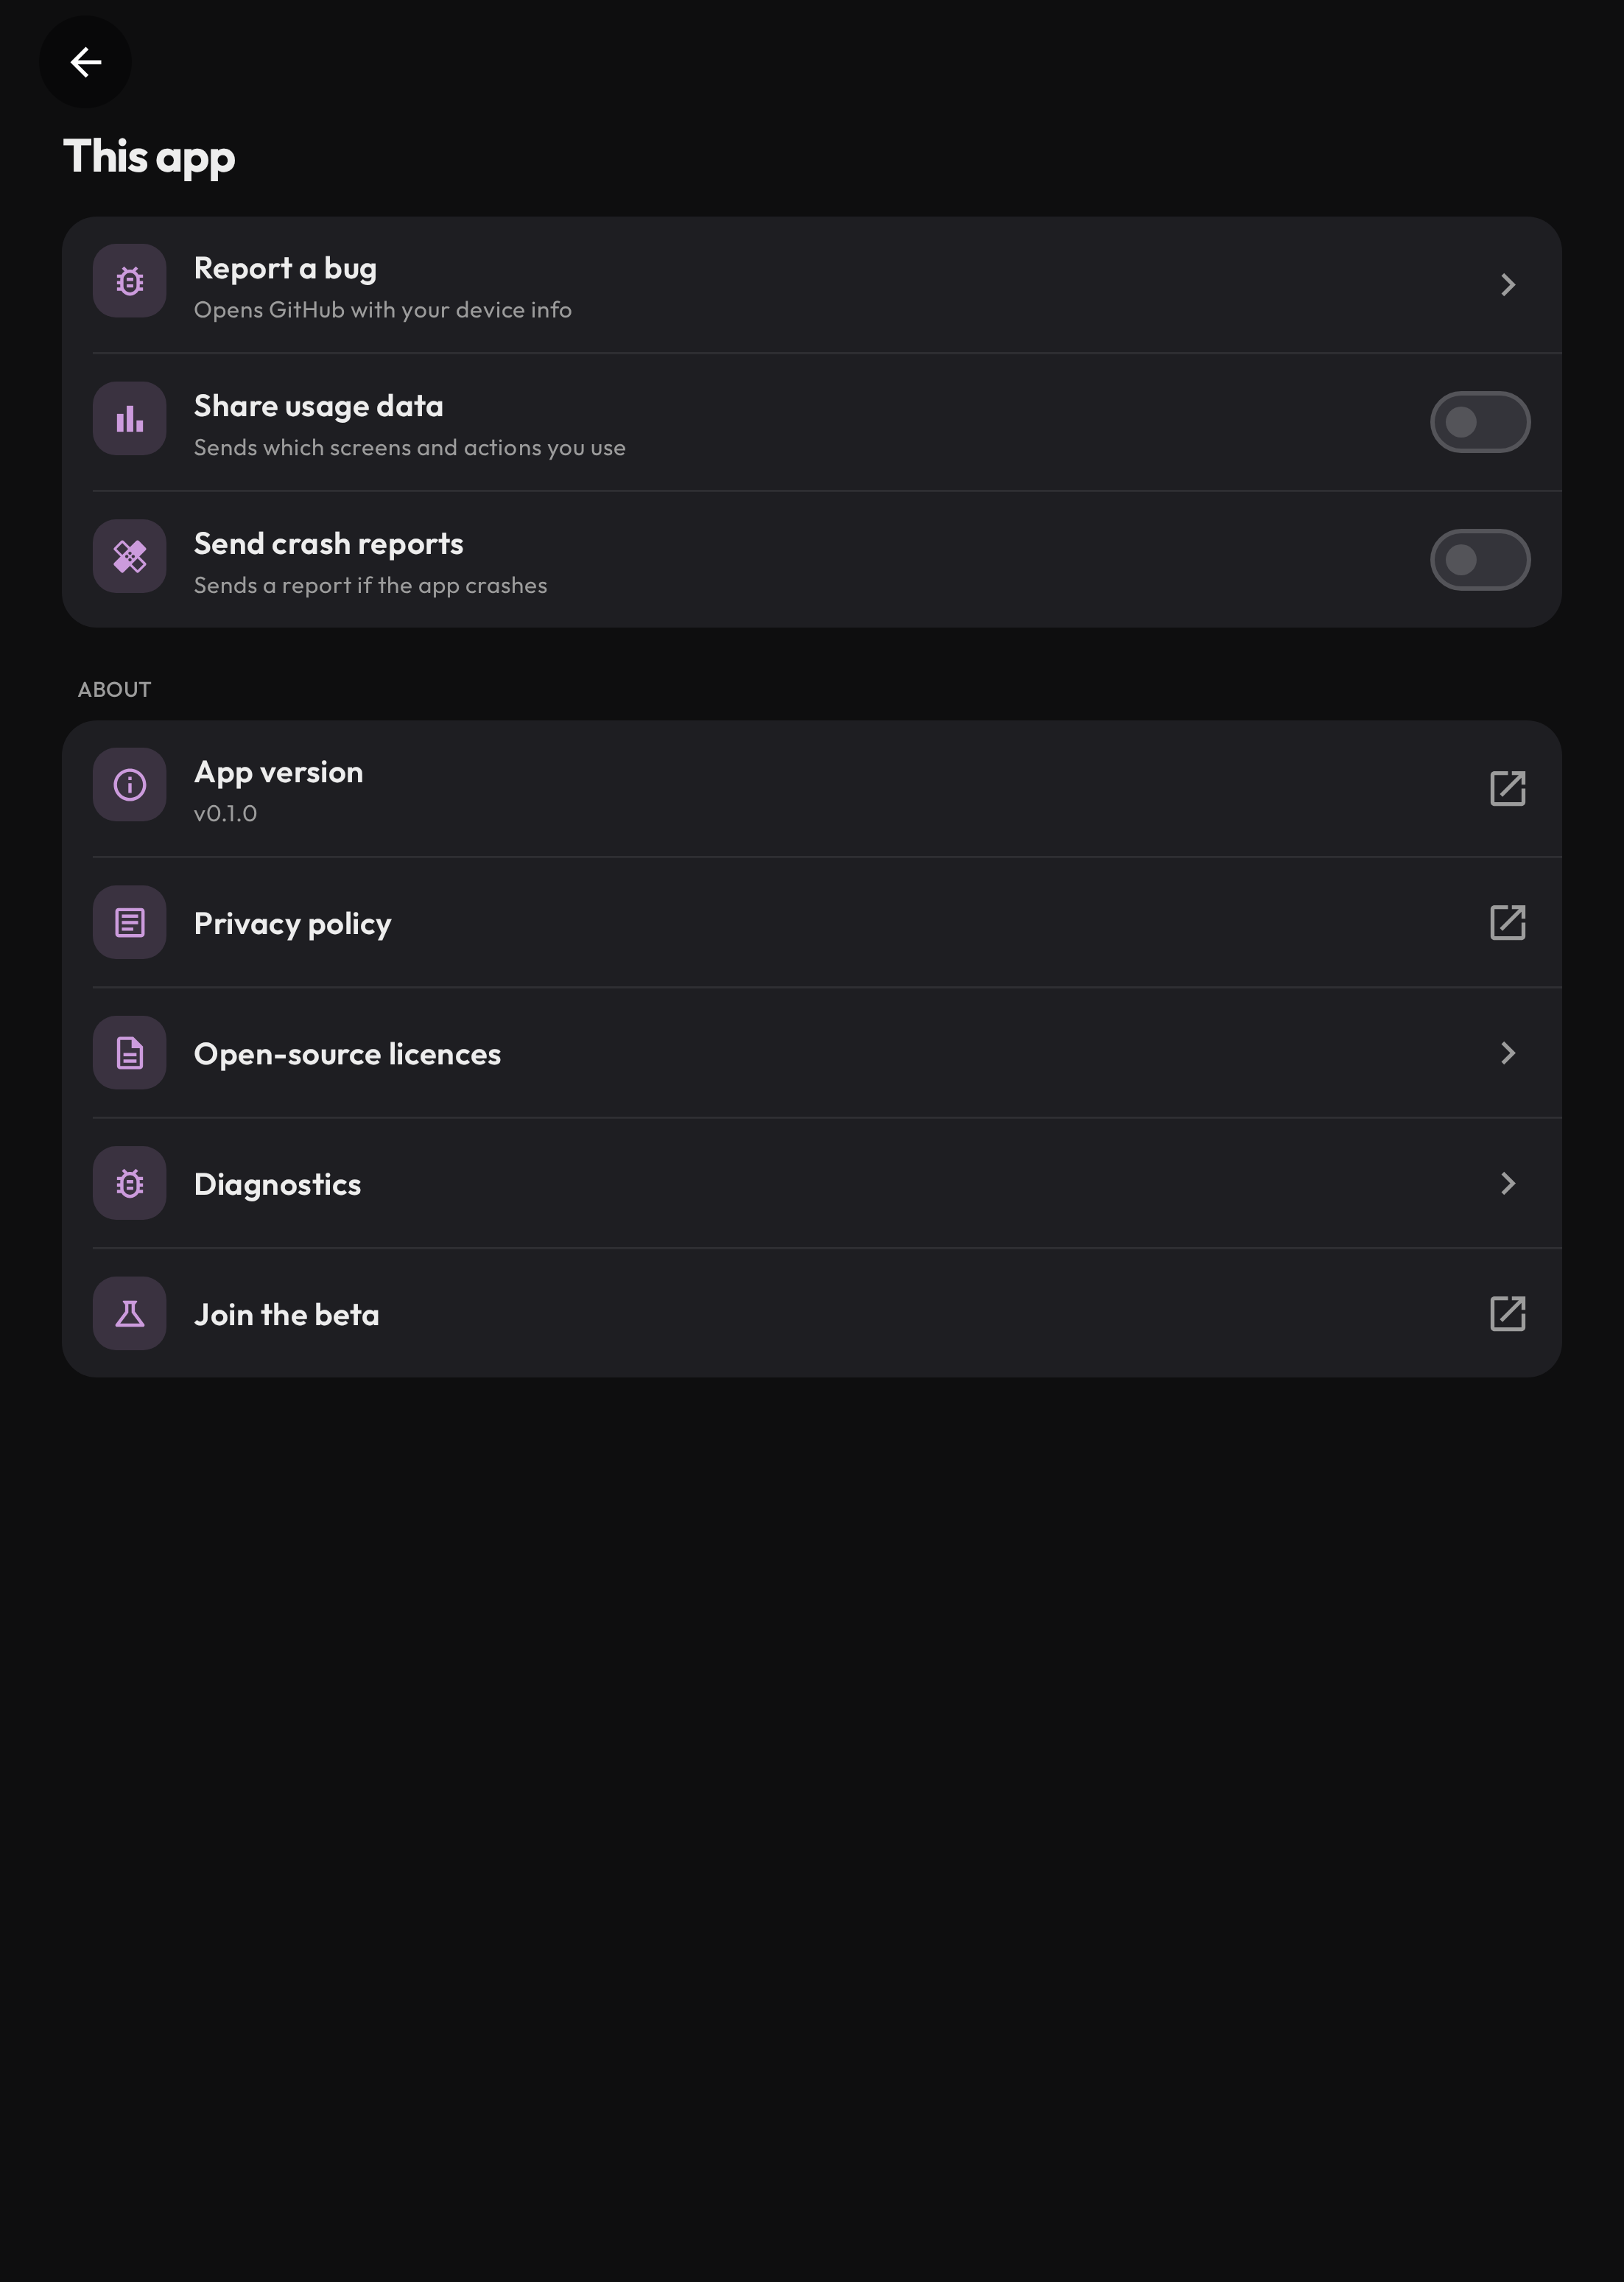 This app
Report a bug
Opens GitHub with your device info
Share usage data
Sends which screens and actions you use
Send crash reports
Sends a report if the app crashes
ABOUT
App version
v0.1.0
Privacy policy
Open-source licences
Diagnostics
Join the beta